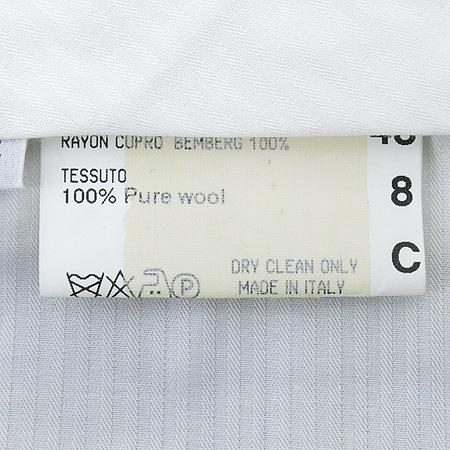 RAYON CUPRO BEMBERG 100%
TESSUTO
100% Pure wool
8
C
DRY CLEAN ONLY
MADE IN ITALY
P